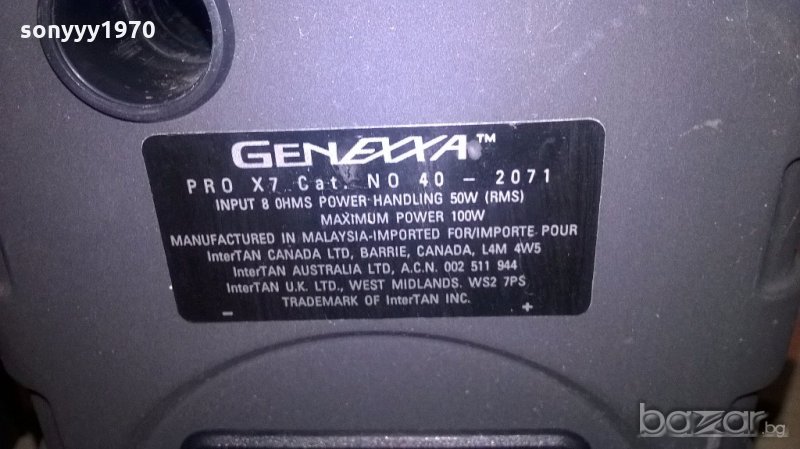 sonyyy1970
GENEXXA™
PRO X7 Cat. NO 40 - 2071
INPUT 8 OHMS POWER HANDLING 50W (RMS)
MAXIMUM POWER 100W
MANUFACTURED IN MALAYSIA-IMPORTED FOR/IMPORTE POUR
InterTAN CANADA LTD, BARRIE, CANADA, L4M 4W5
InterTAN AUSTRALIA LTD, A.C.N. 002 511 944
InterTAN U.K. LTD., WEST MIDLANDS. WS2 7PS
TRADEMARK OF InterTAN INC.
− +
bazar.bg